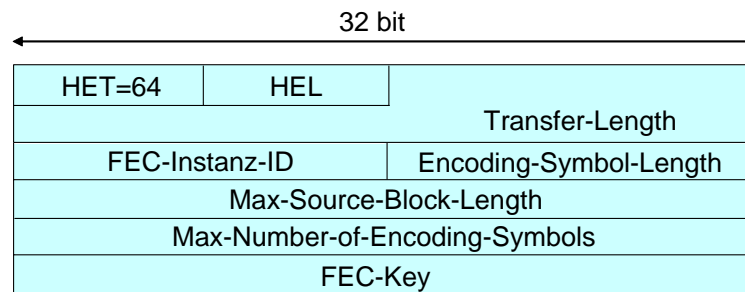 32 bit
HET=64 HEL
Transfer-Length
FEC-Instanz-ID Encoding-Symbol-Length
Max-Source-Block-Length
Max-Number-of-Encoding-Symbols
FEC-Key